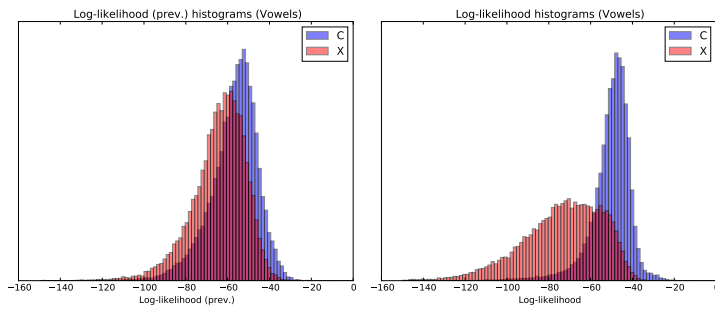 Log-likelihood (prev.) histograms (Vowels)
C
X
−160 −140 −120 −100 −80 −60 −40 −20 0
Log-likelihood (prev.)
Log-likelihood histograms (Vowels)
C
X
−160 −140 −120 −100 −80 −60 −40 −20 0
Log-likelihood